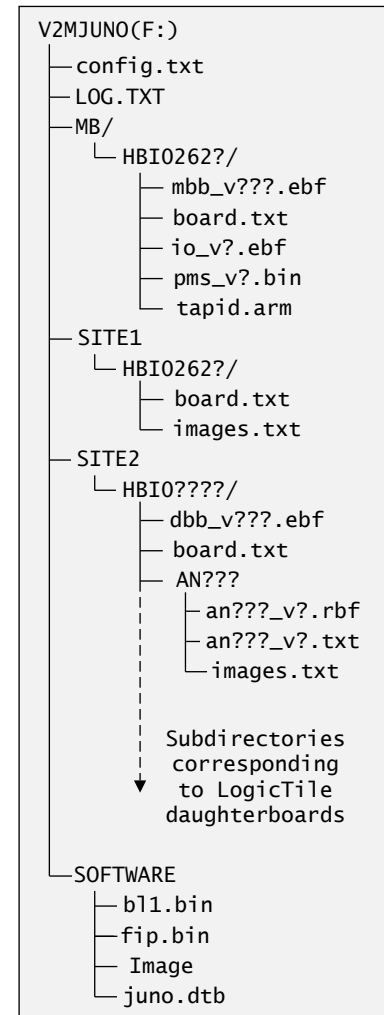 V2MJUNO(F:)
config.txt
LOG.TXT
MB/
HBI0262?/
mbb_v???.ebf
board.txt
io_v?.ebf
pms_v?.bin
tapid.arm
SITE1
HBI0262?/
board.txt
images.txt
SITE2
HBI0????/
dbb_v???.ebf
board.txt
AN???
an???_v?.rbf
an???_v?.txt
images.txt
Subdirectories
corresponding
to LogicTile
daughterboards
SOFTWARE
bl1.bin
fip.bin
Image
juno.dtb